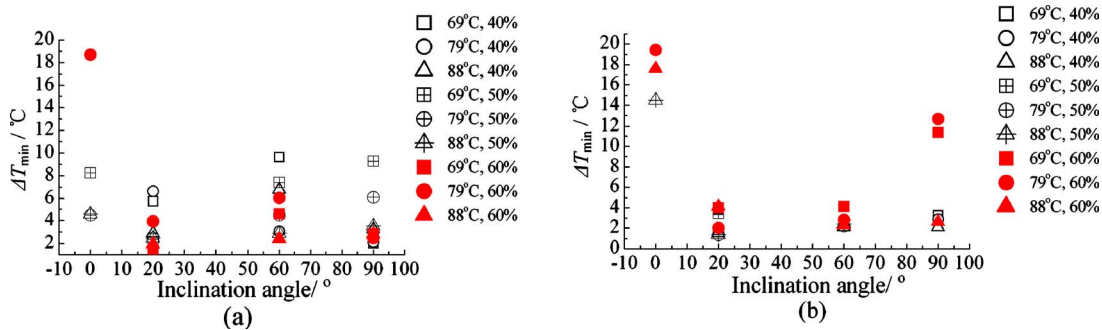 (a)
ΔTmin / ℃
20
18
16
14
12
10
8
6
4
2
-10 0 10 20 30 40 50 60 70 80 90 100
Inclination angle/ °
69°C, 40%
79°C, 40%
88°C, 40%
69°C, 50%
79°C, 50%
88°C, 50%
69°C, 60%
79°C, 60%
88°C, 60%
(a)
(b)
ΔTmin / ℃
20
18
16
14
12
10
8
6
4
2
0
-10 0 10 20 30 40 50 60 70 80 90 100
Inclination angle/ °
69°C, 40%
79°C, 40%
88°C, 40%
69°C, 50%
79°C, 50%
88°C, 50%
69°C, 60%
79°C, 60%
88°C, 60%
(b)